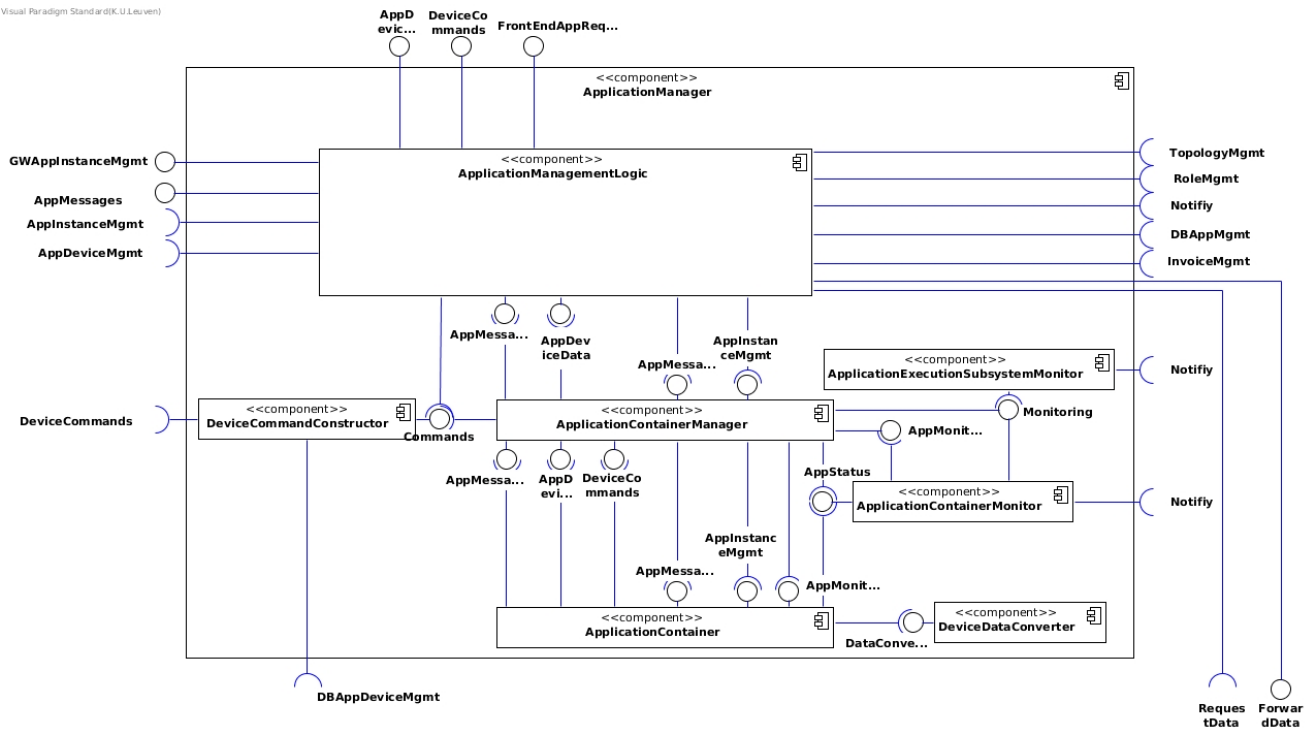 Visual Paradigm Standard(K.U.Leuven)
AppD
evic...
DeviceCo
mmands
FrontEndAppReq...
<<component>>
ApplicationManager
GWAppInstanceMgmt
AppMessages
AppInstanceMgmt
AppDeviceMgmt
<<component>>
ApplicationManagementLogic
TopologyMgmt
RoleMgmt
Notifiy
DBAppMgmt
InvoiceMgmt
AppMessa...
AppDev
iceData
AppMessa...
AppInstan
ceMgmt
<<component>>
ApplicationExecutionSubsystemMonitor
Notifiy
DeviceCommands
<<component>>
DeviceCommandConstructor
Commands
<<component>>
ApplicationContainerManager
Monitoring
AppMonit...
AppMessa...
AppD
evi...
DeviceCo
mmands
AppStatus
<<component>>
ApplicationContainerMonitor
Notifiy
AppInstanc
eMgmt
AppMessa...
AppMonit...
<<component>>
ApplicationContainer
DataConve...
<<component>>
DeviceDataConverter
DBAppDeviceMgmt
Reques
tData
Forwar
dData